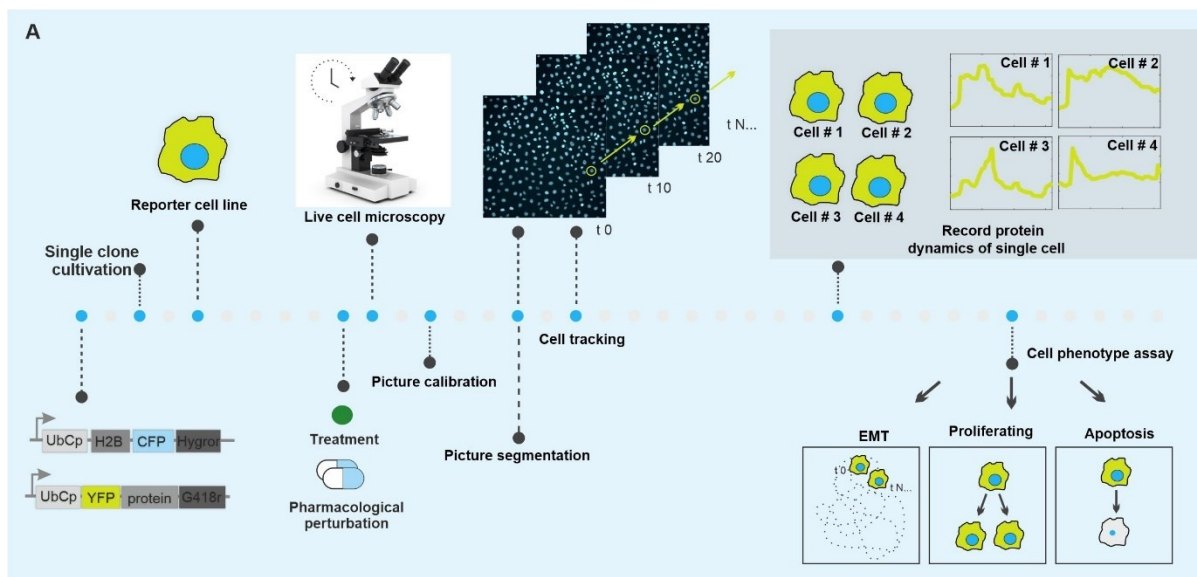 A
Reporter cell line
Single clone
cultivation
Live cell microscopy
t 0
t 10
t 20
t N...
Cell # 1
Cell # 2
Cell # 3
Cell # 4
Cell # 1
Cell # 2
Cell # 3
Cell # 4
Record protein
dynamics of single cell
Cell tracking
Picture calibration
Cell phenotype assay
UbCp H2B CFP Hygror
UbCp YFP protein G418r
Treatment
Pharmacological
perturbation
Picture segmentation
EMT
Proliferating
Apoptosis
t 0
t N...